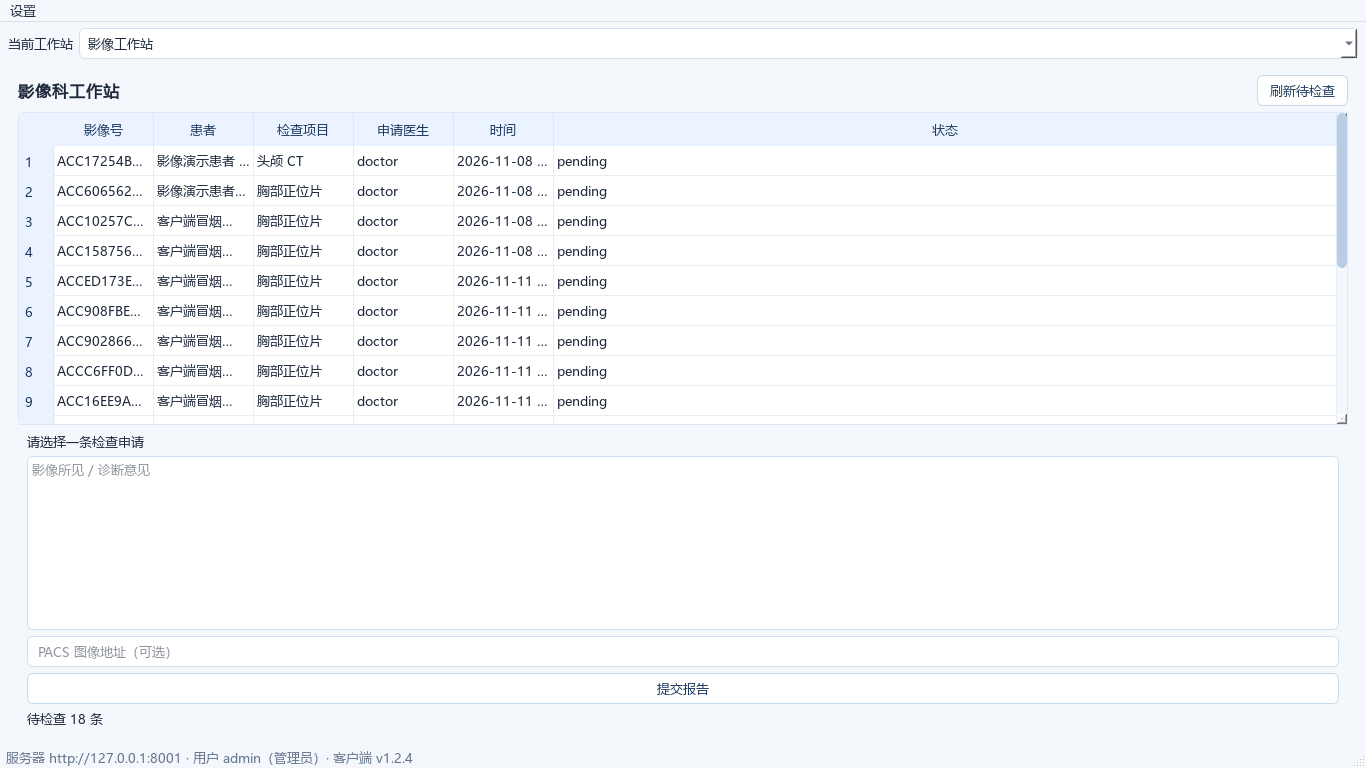 设置
当前工作站 影像工作站
影像科工作站 刷新待检查
影像号 患者 检查项目 申请医生 时间 状态
1 ACC17254B... 影像演示患者 ... 头颅 CT doctor 2026-11-08 ... pending
2 ACC606562... 影像演示患者... 胸部正位片 doctor 2026-11-08 ... pending
3 ACC10257C... 客户端冒烟... 胸部正位片 doctor 2026-11-08 ... pending
4 ACC158756... 客户端冒烟... 胸部正位片 doctor 2026-11-08 ... pending
5 ACCED173E... 客户端冒烟... 胸部正位片 doctor 2026-11-11 ... pending
6 ACC908FBE... 客户端冒烟... 胸部正位片 doctor 2026-11-11 ... pending
7 ACC902866... 客户端冒烟... 胸部正位片 doctor 2026-11-11 ... pending
8 ACCC6FF0D... 客户端冒烟... 胸部正位片 doctor 2026-11-11 ... pending
9 ACC16EE9A... 客户端冒烟... 胸部正位片 doctor 2026-11-11 ... pending
请选择一条检查申请
影像所见 / 诊断意见
PACS 图像地址（可选）
提交报告
待检查 18 条
服务器 http://127.0.0.1:8001 · 用户 admin（管理员）· 客户端 v1.2.4